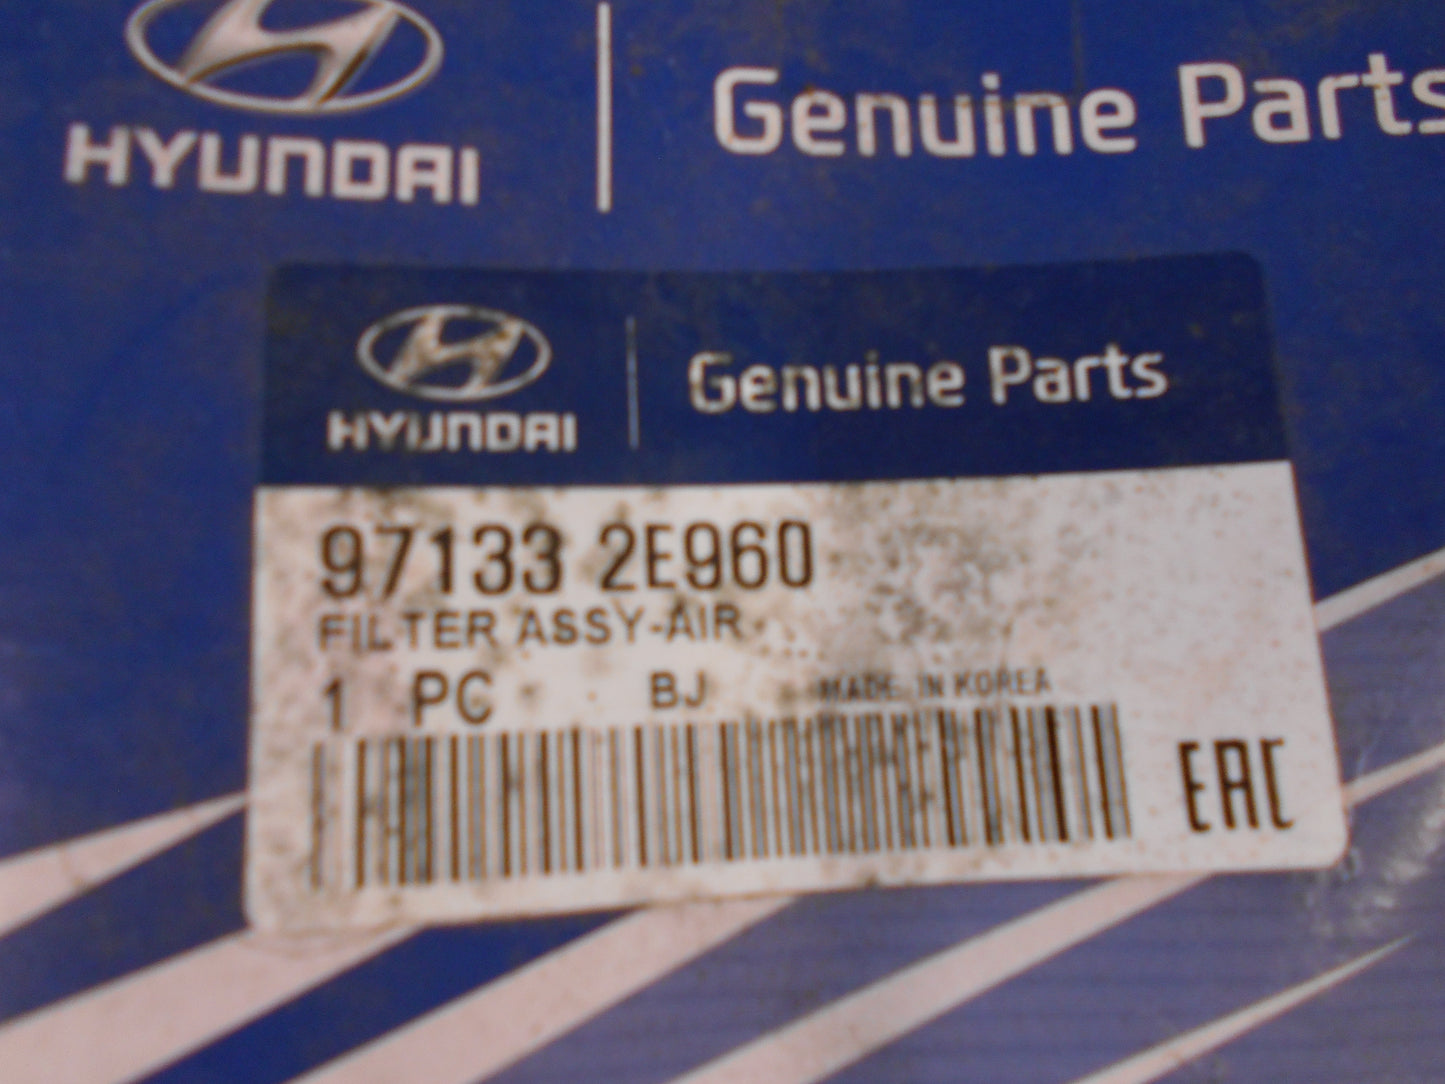 HYUNDAI
Genuine Parts
HYUNDAI
Genuine Parts
97133 2E960
FILTER ASSY-AIR
1 PC BJ MADE IN KOREA
EAC